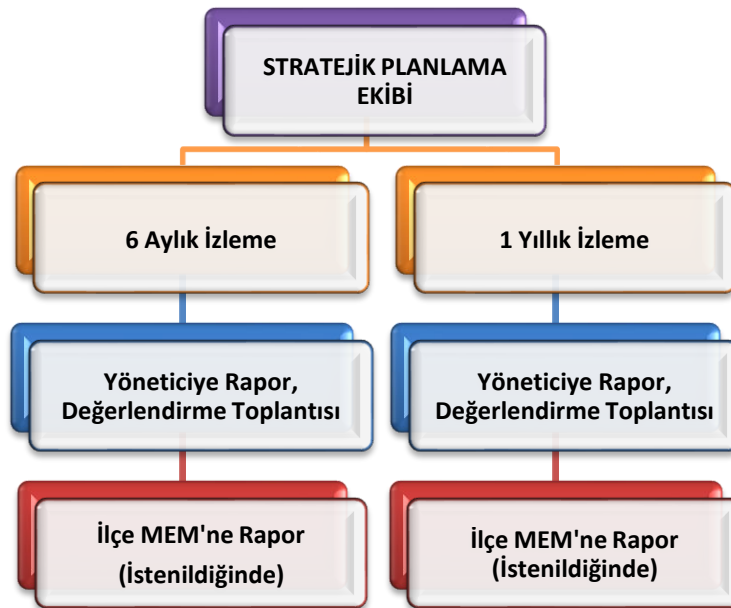 STRATEJİK PLANLAMA
EKİBİ
6 Aylık İzleme
1 Yıllık İzleme
Yöneticiye Rapor,
Değerlendirme Toplantısı
Yöneticiye Rapor,
Değerlendirme Toplantısı
İlçe MEM'ne Rapor
(İstenildiğinde)
İlçe MEM'ne Rapor
(İstenildiğinde)